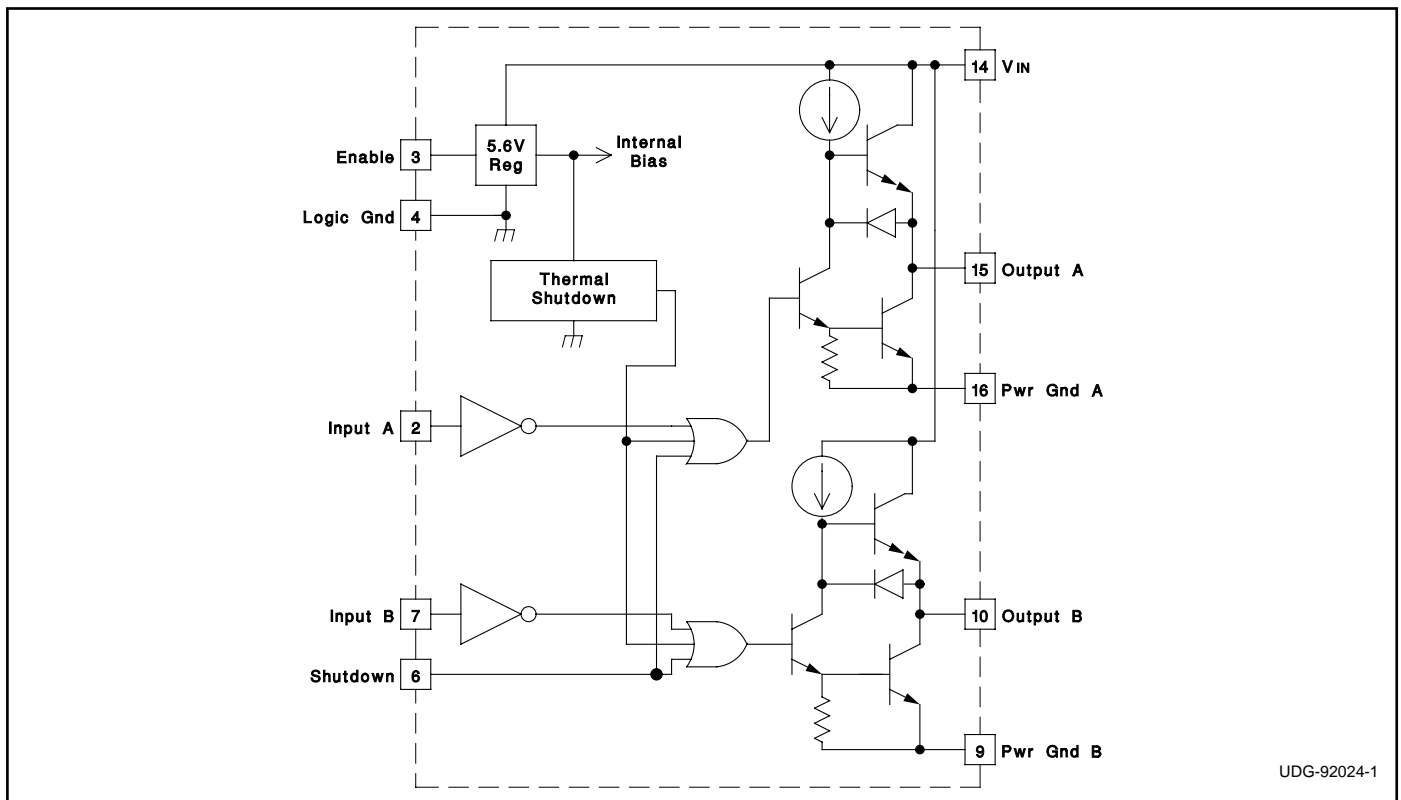 14 VIN
Enable 3
5.6V
Reg
Internal
Bias
Logic Gnd 4
Thermal
Shutdown
15 Output A
16 Pwr Gnd A
Input A 2
Input B 7
10 Output B
Shutdown 6
9 Pwr Gnd B
UDG-92024-1